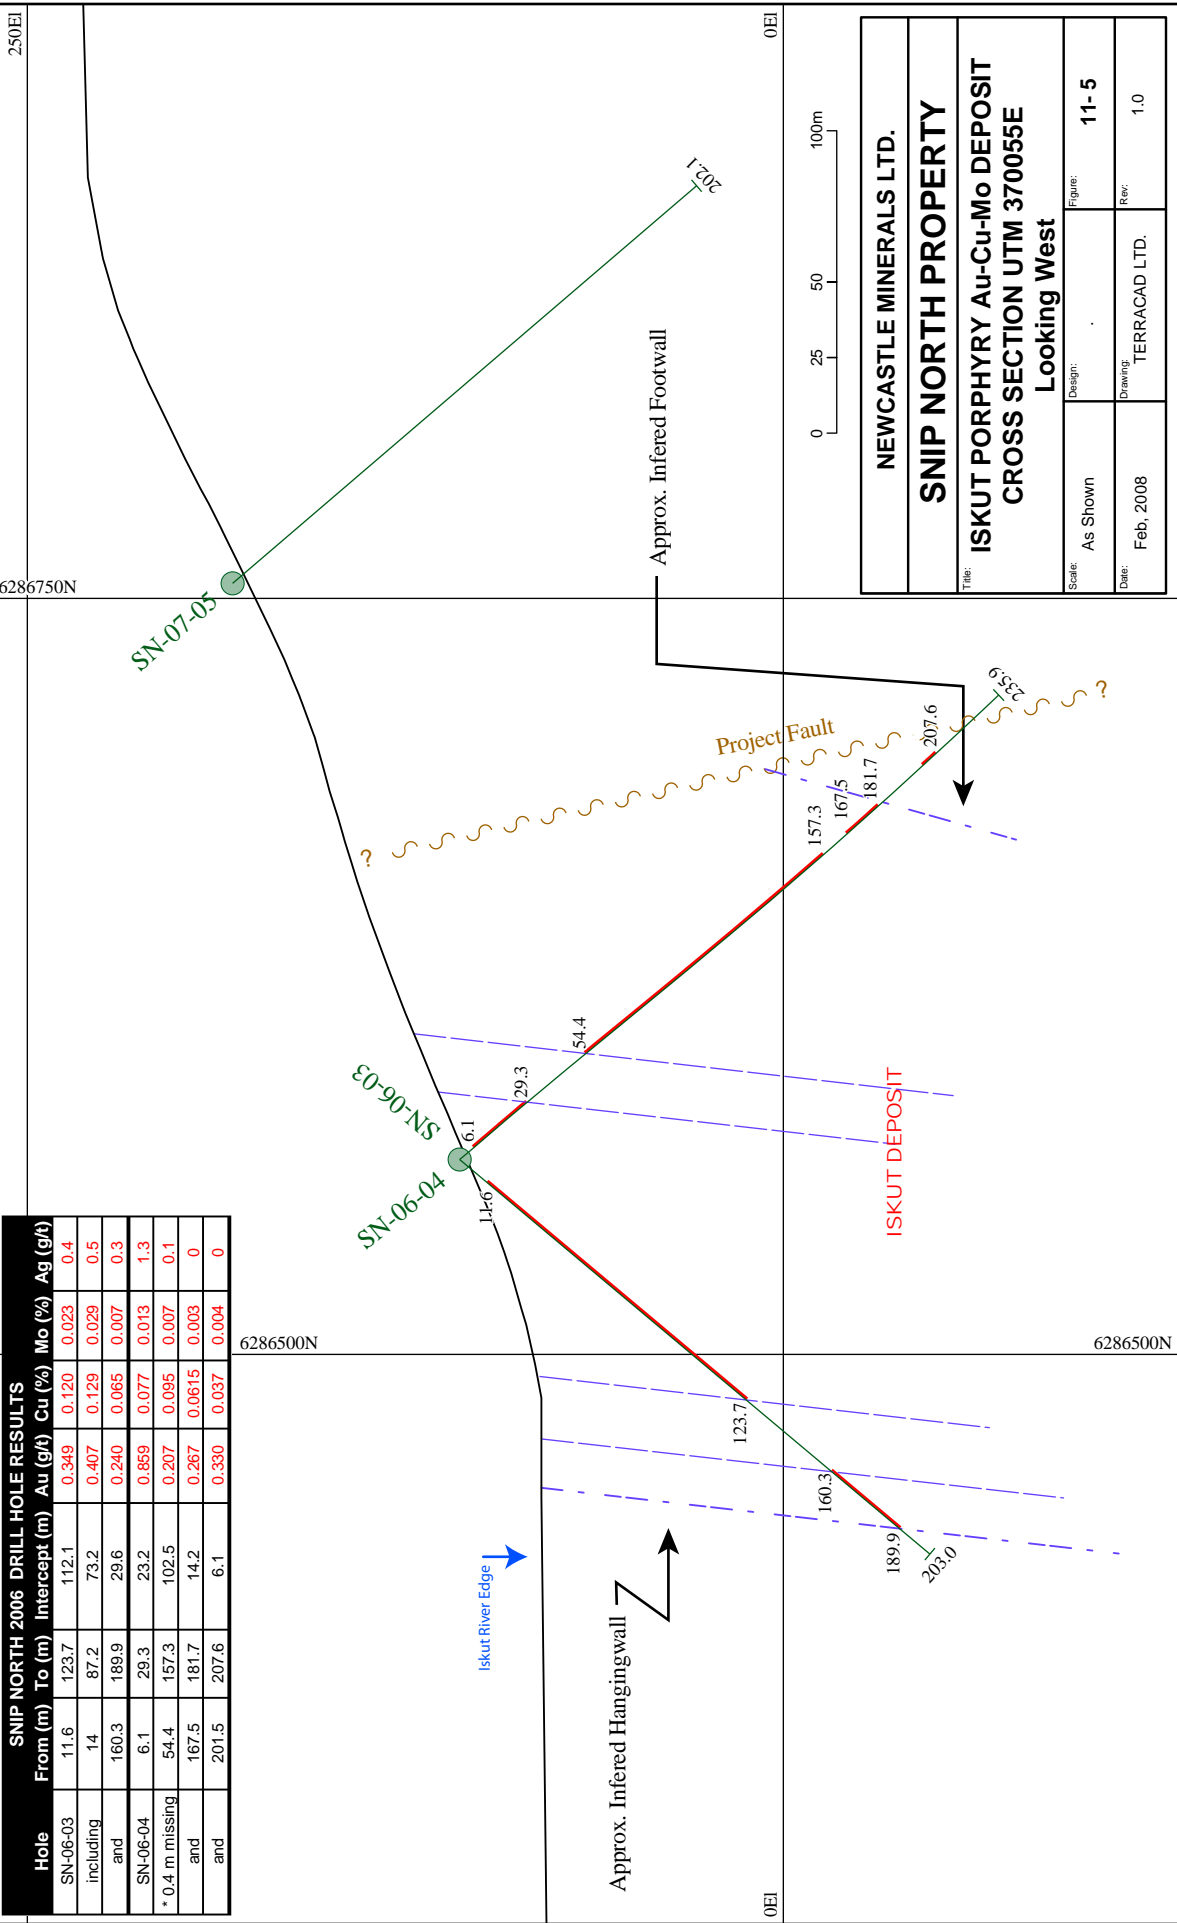 SNIP NORTH 2006 DRILL HOLE RESULTS
Hole From (m) To (m) Intercept (m) Au (g/t) Cu (%) Mo (%) Ag (g/t)
SN-06-03 11.6 123.7 112.1 0.349 0.120 0.023 0.4
including 14 87.2 73.2 0.407 0.129 0.029 0.5
and 160.3 189.9 29.6 0.240 0.065 0.007 0.3
SN-06-04 6.1 29.3 23.2 0.859 0.077 0.013 1.3
* 0.4 m missing 54.4 157.3 102.5 0.207 0.095 0.007 0.1
and 167.5 181.7 14.2 0.267 0.0615 0.003 0
and 201.5 207.6 6.1 0.330 0.037 0.004 0
250El
6286750N
SN-07-05
202.1
6286500N
SN-06-04
SN-06-03
11.6
6.1
29.3
54.4
?
Project Fault
157.3
167.5
181.7
207.6
235.9
?
Approx. Infered Footwall
Iskut River Edge
Approx. Infered Hangingwall
123.7
160.3
189.9
203.0
ISKUT DEPOSIT
0El
0El
6286500N
0 25 50 100m
NEWCASTLE MINERALS LTD.
SNIP NORTH PROPERTY
Title: ISKUT PORPHYRY Au-Cu-Mo DEPOSIT
CROSS SECTION UTM 370055E
Looking West
Scale: As Shown
Design: .
Figure: 11- 5
Date: Feb, 2008
Drawing: TERRACAD LTD.
Rev: 1.0